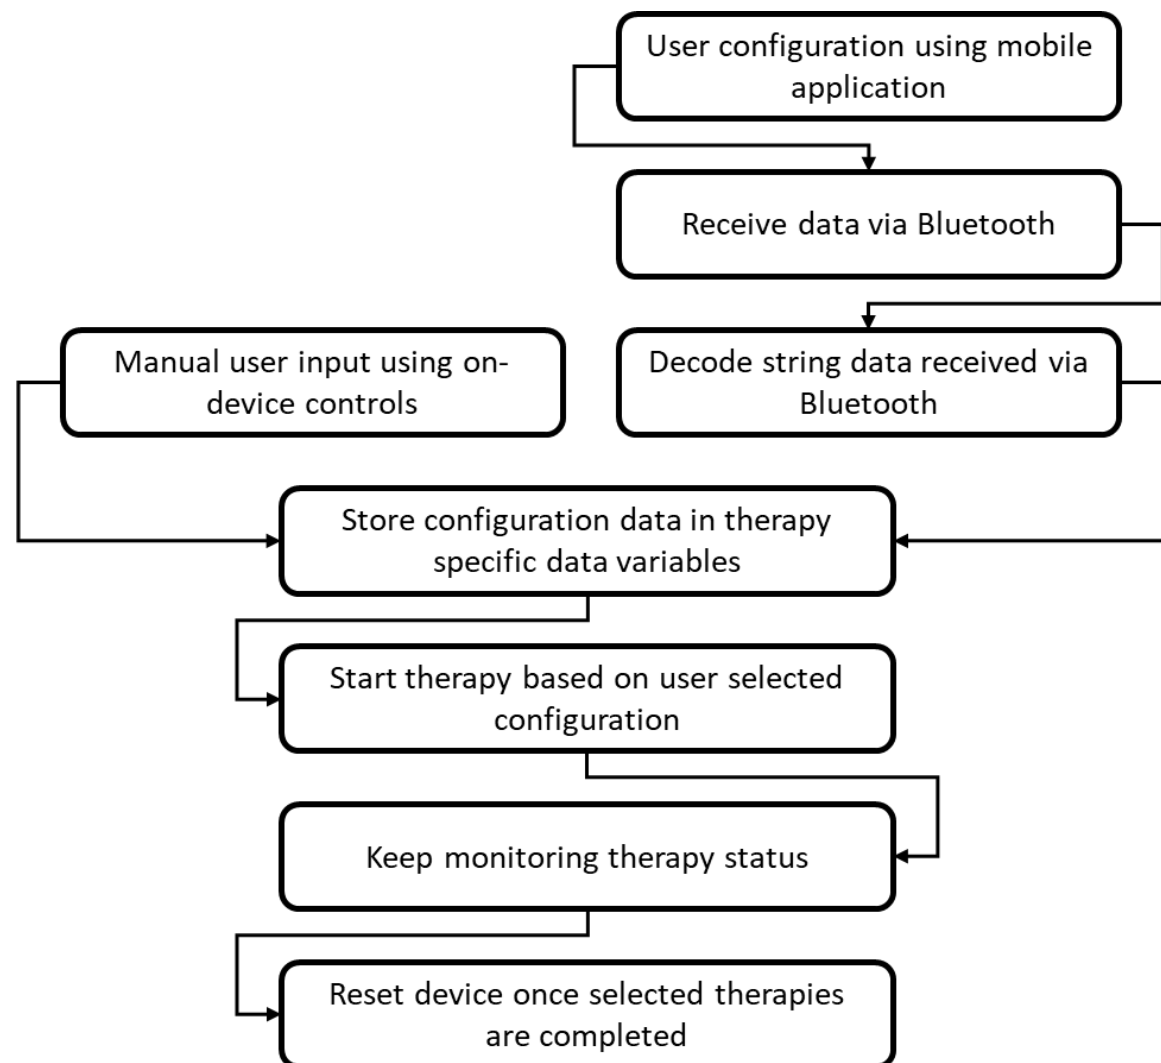 User configuration using mobile
application
Receive data via Bluetooth
Manual user input using on-
device controls
Decode string data received via
Bluetooth
Store configuration data in therapy
specific data variables
Start therapy based on user selected
configuration
Keep monitoring therapy status
Reset device once selected therapies
are completed